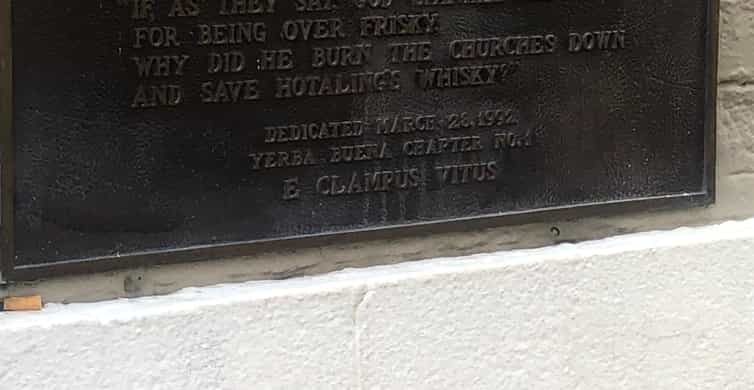 "IF, AS THEY SAY, GOD
FOR BEING OVER FRISKY.
WHY DID HE BURN THE CHURCHES DOWN
AND SAVE HOTALING'S WHISKY?"
DEDICATED MARCH 28, 1992
YERBA BUENA CHAPTER NO. 1
E CLAMPUS VITUS